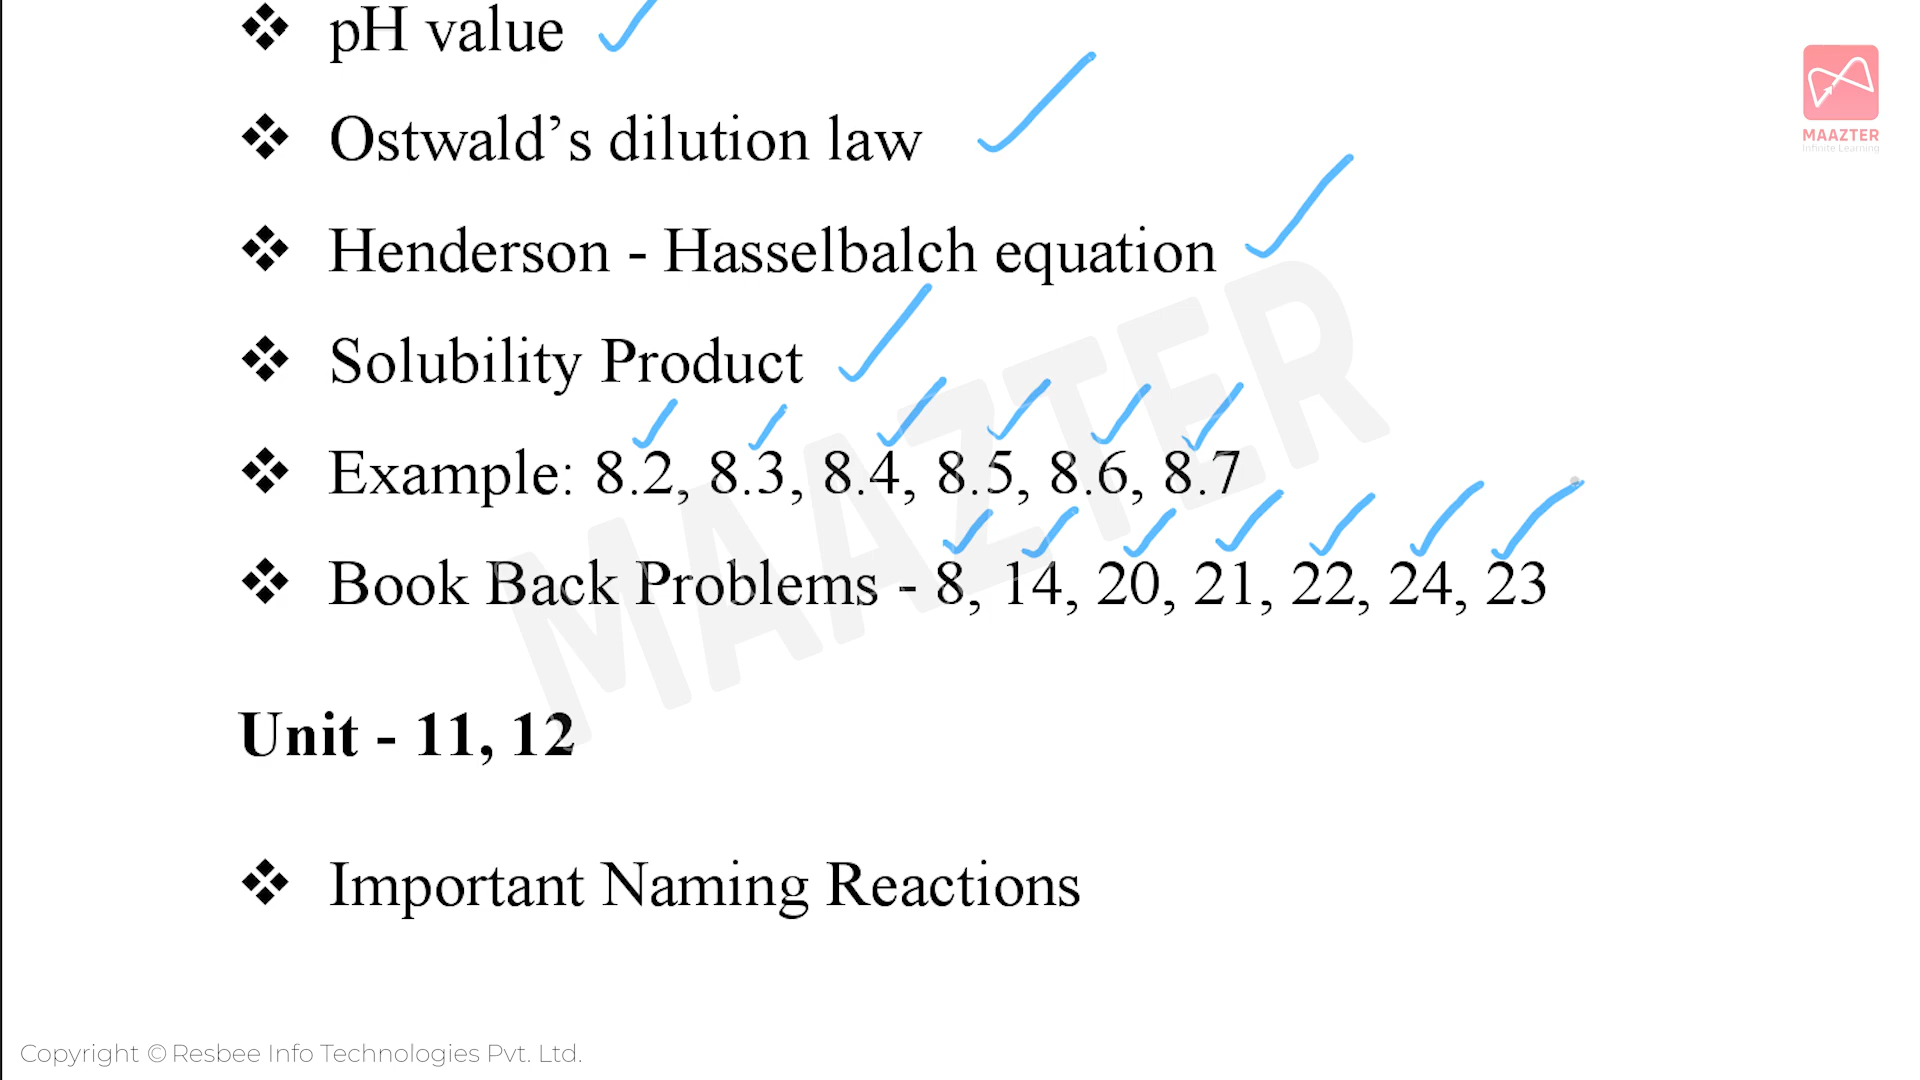 ❖ pH value
MAAZTER
Infinite Learning
❖ Ostwald’s dilution law
❖ Henderson - Hasselbalch equation
❖ Solubility Product
❖ Example: 8.2, 8.3, 8.4, 8.5, 8.6, 8.7
❖ Book Back Problems - 8, 14, 20, 21, 22, 24, 23
MAAZTER
Unit - 11, 12
❖ Important Naming Reactions
Copyright © Resbee Info Technologies Pvt. Ltd.